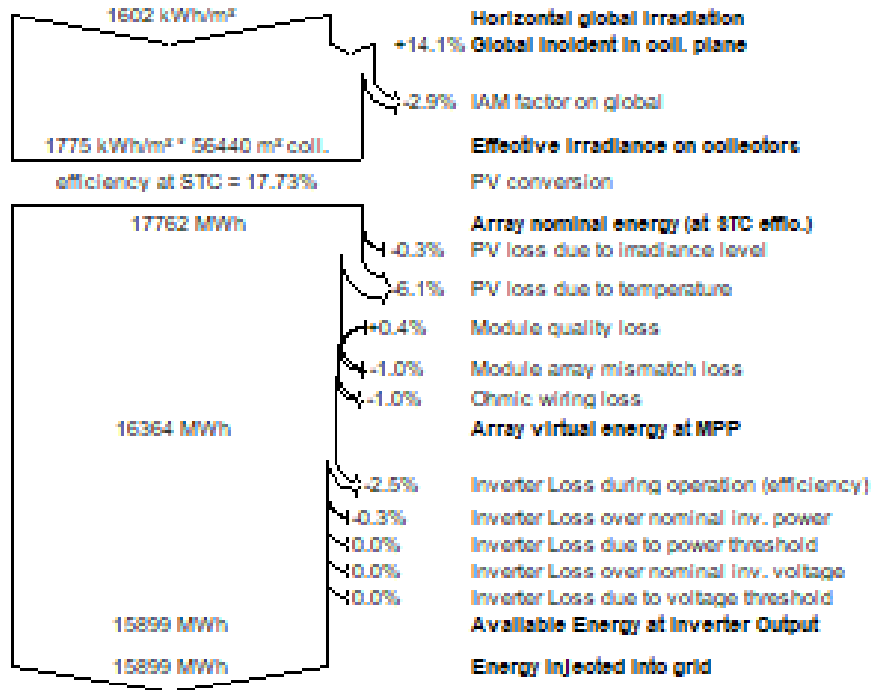 1602 kWh/m² Horizontal global irradiation
+14.1% Global incident in coll. plane
-2.9% IAM factor on global
1775 kWh/m² * 56440 m² coll. Effective irradiance on collectors
efficiency at STC = 17.73% PV conversion
17762 MWh Array nominal energy (at STC effic.)
-0.3% PV loss due to irradiance level
-6.1% PV loss due to temperature
+0.4% Module quality loss
-1.0% Module array mismatch loss
-1.0% Ohmic wiring loss
16364 MWh Array virtual energy at MPP
-2.5% Inverter Loss during operation (efficiency)
-0.3% Inverter Loss over nominal inv. power
0.0% Inverter Loss due to power threshold
0.0% Inverter Loss over nominal inv. voltage
0.0% Inverter Loss due to voltage threshold
15899 MWh Available Energy at Inverter Output
15899 MWh Energy injected into grid